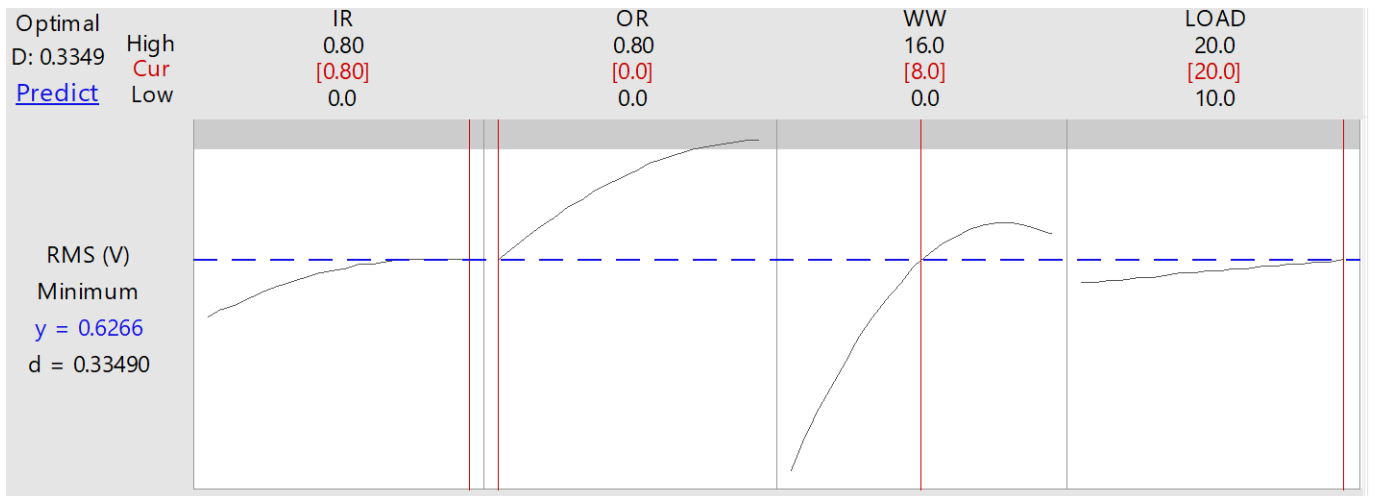 Optimal
D: 0.3349
Predict
High
Cur
Low
IR
0.80
[0.80]
0.0
OR
0.80
[0.0]
0.0
WW
16.0
[8.0]
0.0
LOAD
20.0
[20.0]
10.0
RMS (V)
Minimum
y = 0.6266
d = 0.33490